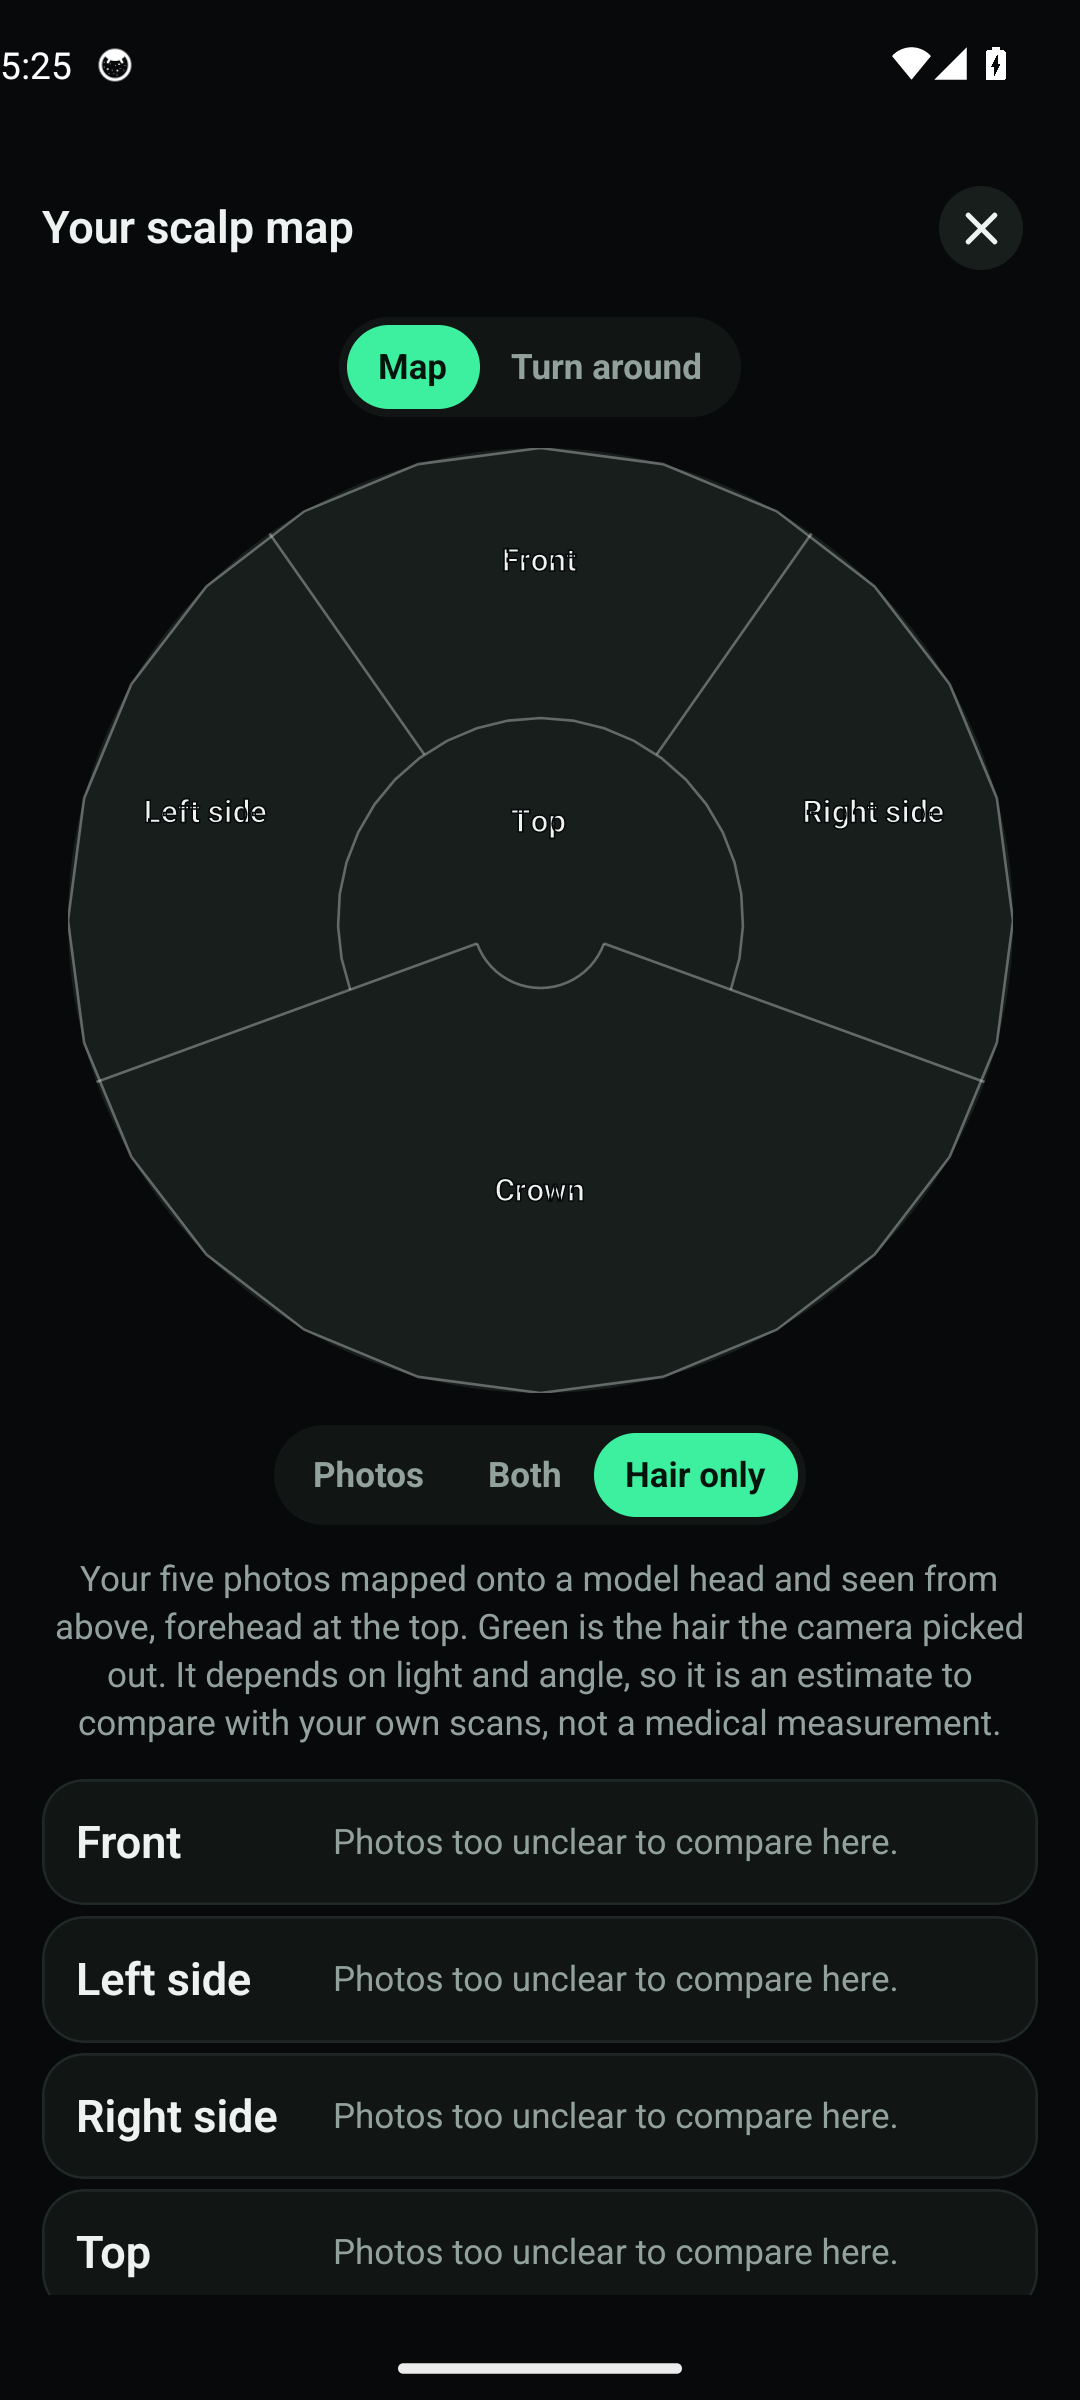 5:25
Your scalp map
Map
Turn around
Front
Left side
Top
Right side
Crown
Photos
Both
Hair only
Your five photos mapped onto a model head and seen from
above, forehead at the top. Green is the hair the camera picked
out. It depends on light and angle, so it is an estimate to
compare with your own scans, not a medical measurement.
Front
Photos too unclear to compare here.
Left side
Photos too unclear to compare here.
Right side
Photos too unclear to compare here.
Top
Photos too unclear to compare here.